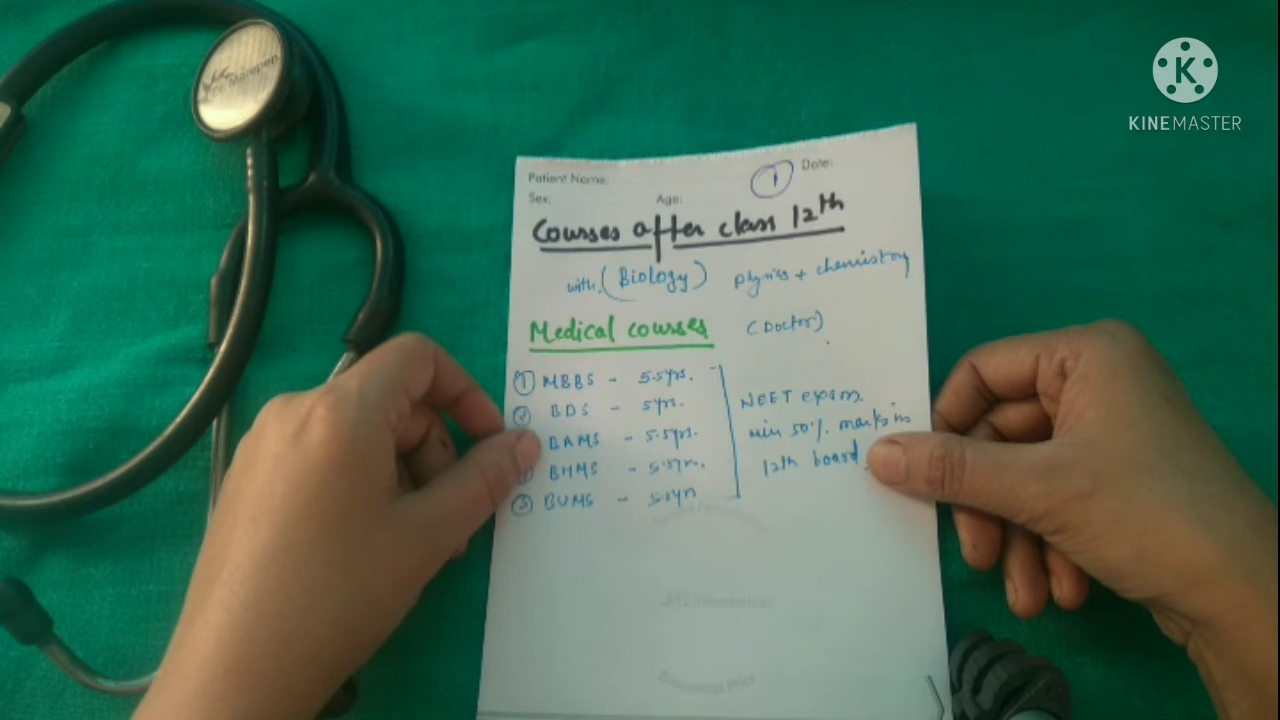 Morepen
KINEMASTER
Patient Name:
Date:
1
Sex:
Age:
Courses after class 12th
with (Biology) physics + chemistry
Medical courses (Doctor)
1 MBBS - 5.5yrs.
2 BDS - 5yrs.
BAMS - 5.5yrs.
BHMS - 5.5yrs.
5 BUMS - 5.5yrs
NEET exam.
min 50% marks in
12th board.